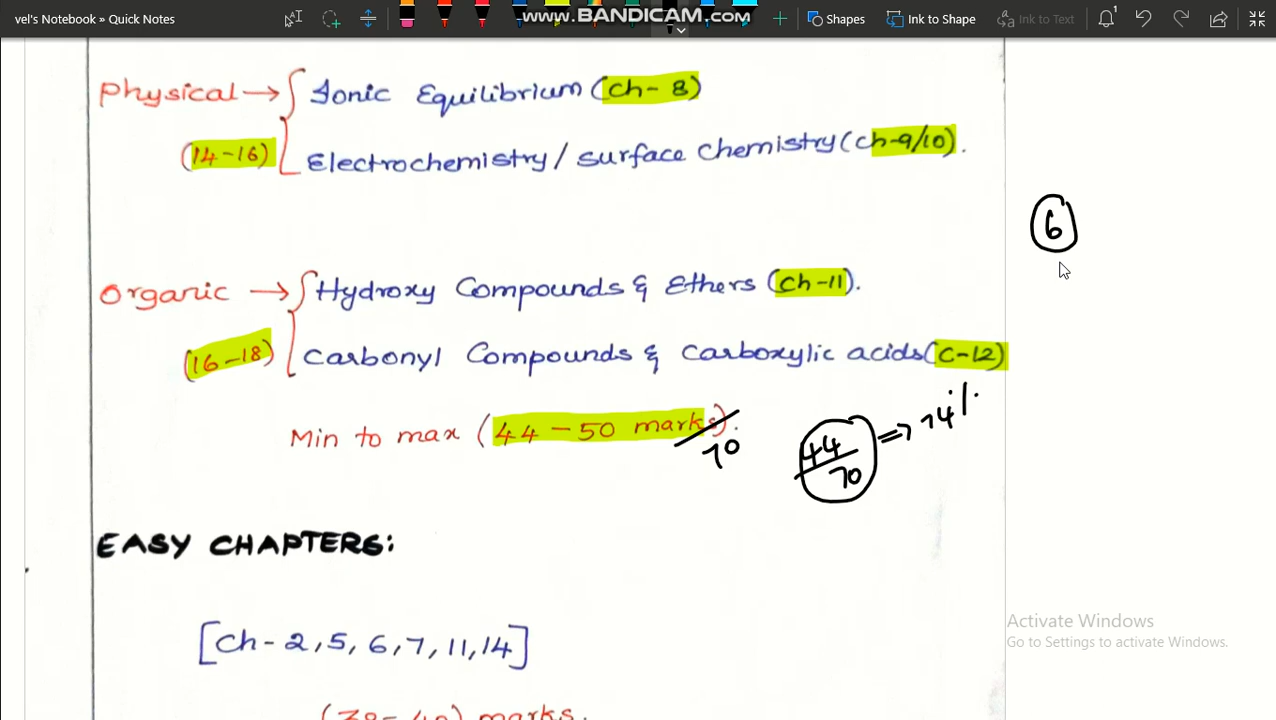 vel's Notebook » Quick Notes
www.BANDICAM.com
Shapes
Ink to Shape
Ink to Text
1
Physical → Ionic Equilibrium (ch- 8)
(14-16) Electrochemistry / surface chemistry (ch-9/10).
6
Organic → Hydroxy Compounds & Ethers (ch-11).
(16-18) Carbonyl Compounds & Carboxylic acids (C-12)
Min to max (44 - 50 marks).
70
44/70 => 74%.
EASY CHAPTERS:
[ch- 2, 5, 6, 7, 11, 14]
marks.
Activate Windows
Go to Settings to activate Windows.